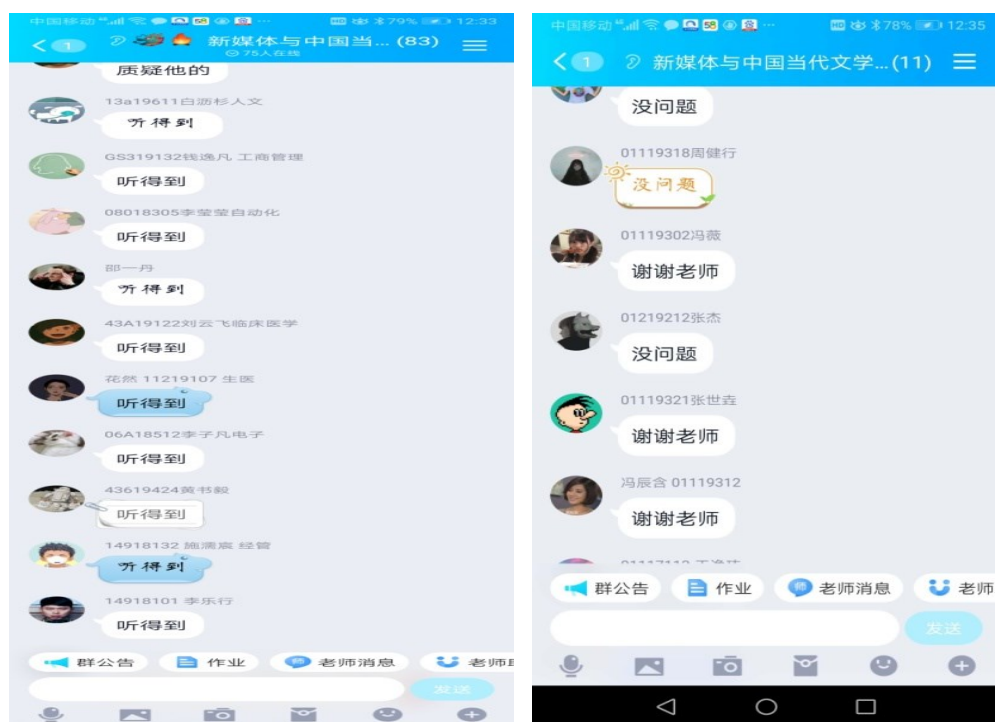 中国移动
58
HD
79%
12:33
1
新媒体与中国当... (83)
75人在线
质疑他的
13a19611白沥杉人文
听得到
GS319132钱逸凡 工商管理
听得到
08018305李莹莹自动化
听得到
邵一丹
听得到
43A19122刘云飞临床医学
听得到
花然 11219107 生医
听得到
06A18512李子凡电子
听得到
43619424黄书毅
听得到
14918132 施濡宸 经管
听得到
14918101 李乐行
听得到
群公告
作业
老师消息
老师
发送
中国移动
58
HD
78%
12:35
1
新媒体与中国当代文学...(11)
没问题
01119318周健行
没问题
01119302冯薇
谢谢老师
01219212张杰
没问题
01119321张世垚
谢谢老师
冯辰含 01119312
谢谢老师
群公告
作业
老师消息
老师
发送